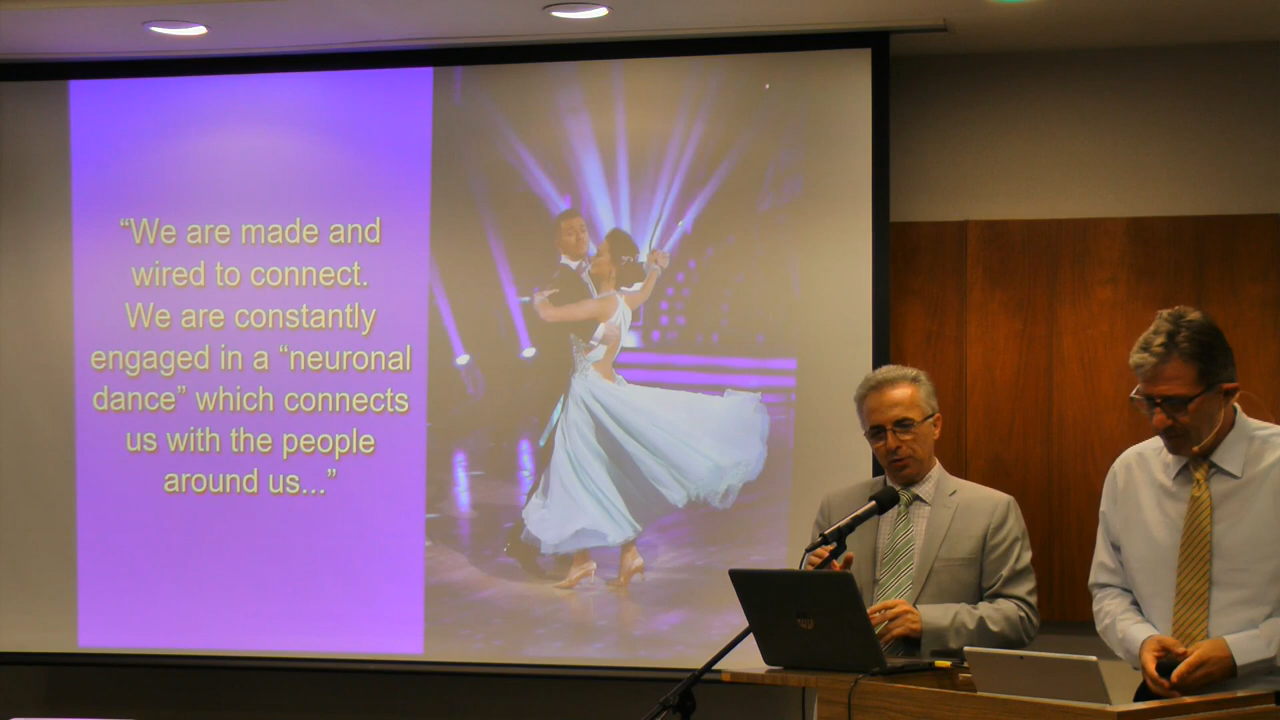 “We are made and
wired to connect.
We are constantly
engaged in a “neuronal
dance” which connects
us with the people
around us...”